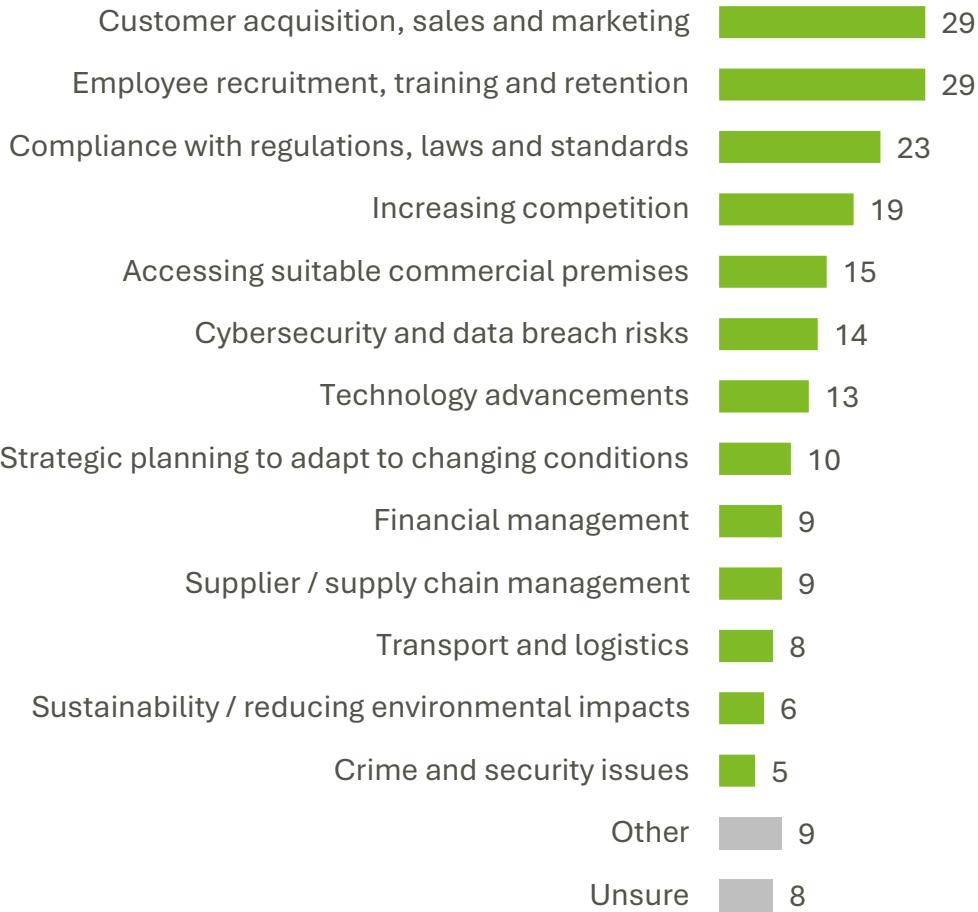 Customer acquisition, sales and marketing 29
Employee recruitment, training and retention 29
Compliance with regulations, laws and standards 23
Increasing competition 19
Accessing suitable commercial premises 15
Cybersecurity and data breach risks 14
Technology advancements 13
Strategic planning to adapt to changing conditions 10
Financial management 9
Supplier / supply chain management 9
Transport and logistics 8
Sustainability / reducing environmental impacts 6
Crime and security issues 5
Other 9
Unsure 8